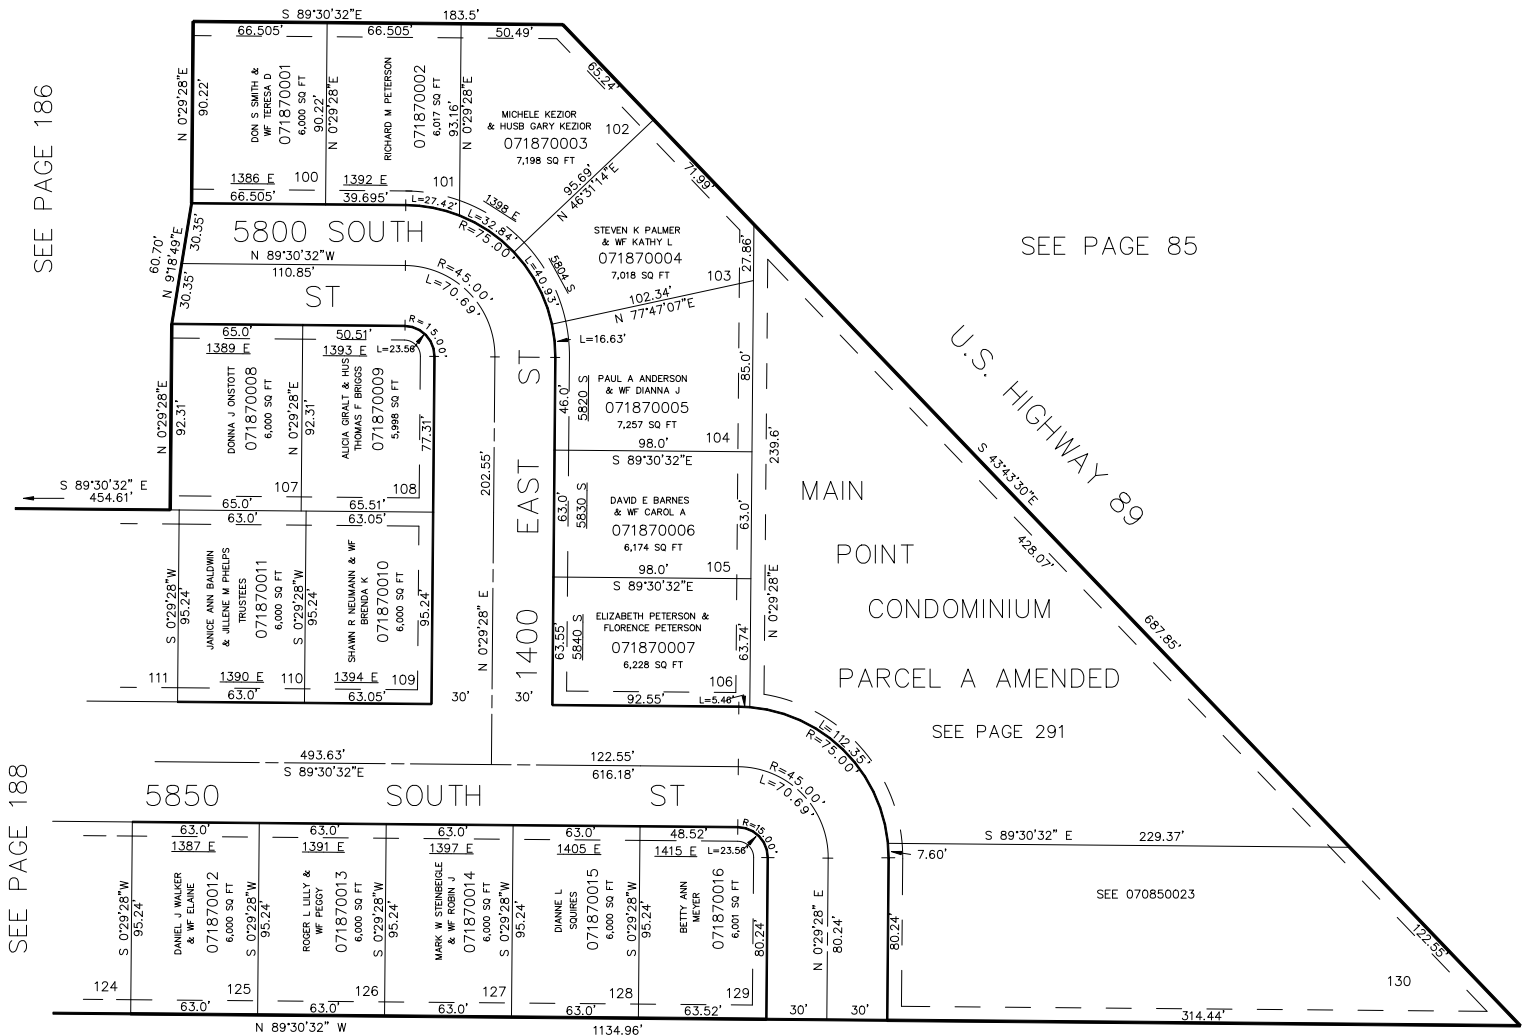 S 89°30'32"E 183.5'
66.505' 66.505' 50.49'
65.24'
SEE PAGE 186
N 0°29'28"E
90.22'
DON S SMITH &
WF TERESA D
071870001
6,000 SQ FT
90.22'
N 0°29'28"E
RICHARD M PETERSON
071870002
6,017 SQ FT
93.16'
N 0°29'28"E
MICHELE KEZIOR
& HUSB GARY KEZIOR
071870003
7,198 SQ FT
102
1386 E 100 1392 E 101
66.505' 39.695' L=27.42'
1398 E
L=32.84'
R=75.00'
95.69'
N 46°31'14"E
71.99'
5800 SOUTH
ST
N 89°30'32"W
110.85'
60.70'
N 9°18'49"E
30.35'
30.35'
R=45.00'
L=70.69'
L=40.93'
5804 S
STEVEN K PALMER
& WF KATHY L
071870004
7,018 SQ FT
103
27.86'
102.34'
N 77°47'07"E
SEE PAGE 85
U.S. HIGHWAY 89
65.0' 50.51'
1389 E 1393 E
R=15.00'
L=23.56'
L=16.63'
N 0°29'28"E
92.31'
DONNA J ONSTOTT
071870008
6,000 SQ FT
N 0°29'28"E
92.31'
ALICIA GIRALT & HUS
THOMAS F BRIGGS
071870009
5,998 SQ FT
77.31'
107 108
65.0' 65.51'
S 89°30'32" E
454.61'
202.55'
N 0°29'28" E
1400 EAST ST
46.0'
5820 S
PAUL A ANDERSON
& WF DIANNA J
071870005
7,257 SQ FT
104
85.0'
98.0'
S 89°30'32"E
239.6'
N 0°29'28"E
63.0'
5830 S
DAVID E BARNES
& WF CAROL A
071870006
6,174 SQ FT
105
63.0'
98.0'
S 89°30'32"E
63.55'
5840 S
ELIZABETH PETERSON &
FLORENCE PETERSON
071870007
6,228 SQ FT
106
63.74'
92.55' L=5.46'
MAIN
POINT
CONDOMINIUM
PARCEL A AMENDED
SEE PAGE 291
S 43°43'30"E
428.07'
687.85'
63.0' 63.05'
S 0°29'28"W
95.24'
JANICE ANN BALDWIN
& JILLENE M PHELPS
TRUSTEES
071870011
6,000 SQ FT
S 0°29'28"W
95.24'
SHAWN R NEUMANN & WF
BRENDA K
071870010
6,000 SQ FT
95.24'
111 1390 E 110 1394 E 109
63.0' 63.05'
30' 30'
L=112.35'
R=75.00'
493.63' 122.55'
S 89°30'32"E 616.18'
R=45.00'
L=70.69'
SEE PAGE 188
5850 SOUTH ST
63.0' 63.0' 63.0' 63.0' 48.52'
1387 E 1391 E 1397 E 1405 E 1415 E
R=15.00'
L=23.56'
S 0°29'28"W
95.24'
DANIEL J WALKER
& WF ELAINE
071870012
6,000 SQ FT
S 0°29'28"W
95.24'
ROGER L LILLY &
WF PEGGY
071870013
6,000 SQ FT
S 0°29'28"W
95.24'
MARK W STEINBEIGLE
& WF ROBIN J
071870014
6,000 SQ FT
S 0°29'28"W
95.24'
DIANNE L
SQUIRES
071870015
6,000 SQ FT
S 0°29'28"W
95.24'
BETTY ANN
MEYER
071870016
6,001 SQ FT
80.24'
N 0°29'28" E
80.24'
80.24'
S 89°30'32" E 229.37'
7.60'
SEE 070850023
122.55'
130
124 125 126 127 128 129
63.0' 63.0' 63.0' 63.0' 63.52' 30' 30' 314.44'
N 89°30'32" W 1134.96'